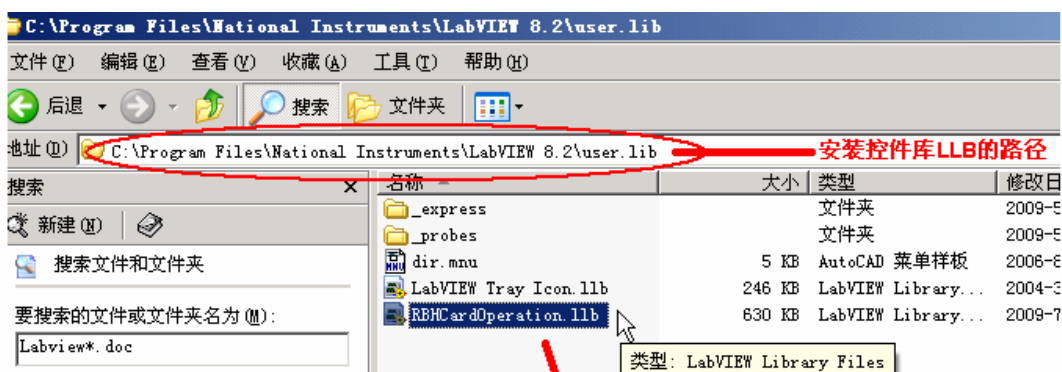 C:\Program Files\National Instruments\LabVIEW 8.2\user.lib
文件(F) 编辑(E) 查看(V) 收藏(A) 工具(T) 帮助(H)
后退 搜索 文件夹
地址(D) C:\Program Files\National Instruments\LabVIEW 8.2\user.lib 安装控件库LLB的路径
搜索 × 名称 大小 类型 修改日
_express 文件夹 2009-5
新建(N) _probes 文件夹 2009-5
搜索文件和文件夹 dir.mnu 5 KB AutoCAD 菜单样板 2006-8
LabVIEW Tray Icon.llb 246 KB LabVIEW Library... 2004-3
要搜索的文件或文件夹名为(M): RBHCardOperation.llb 630 KB LabVIEW Library... 2009-7
Labview*.doc 类型: LabVIEW Library Files